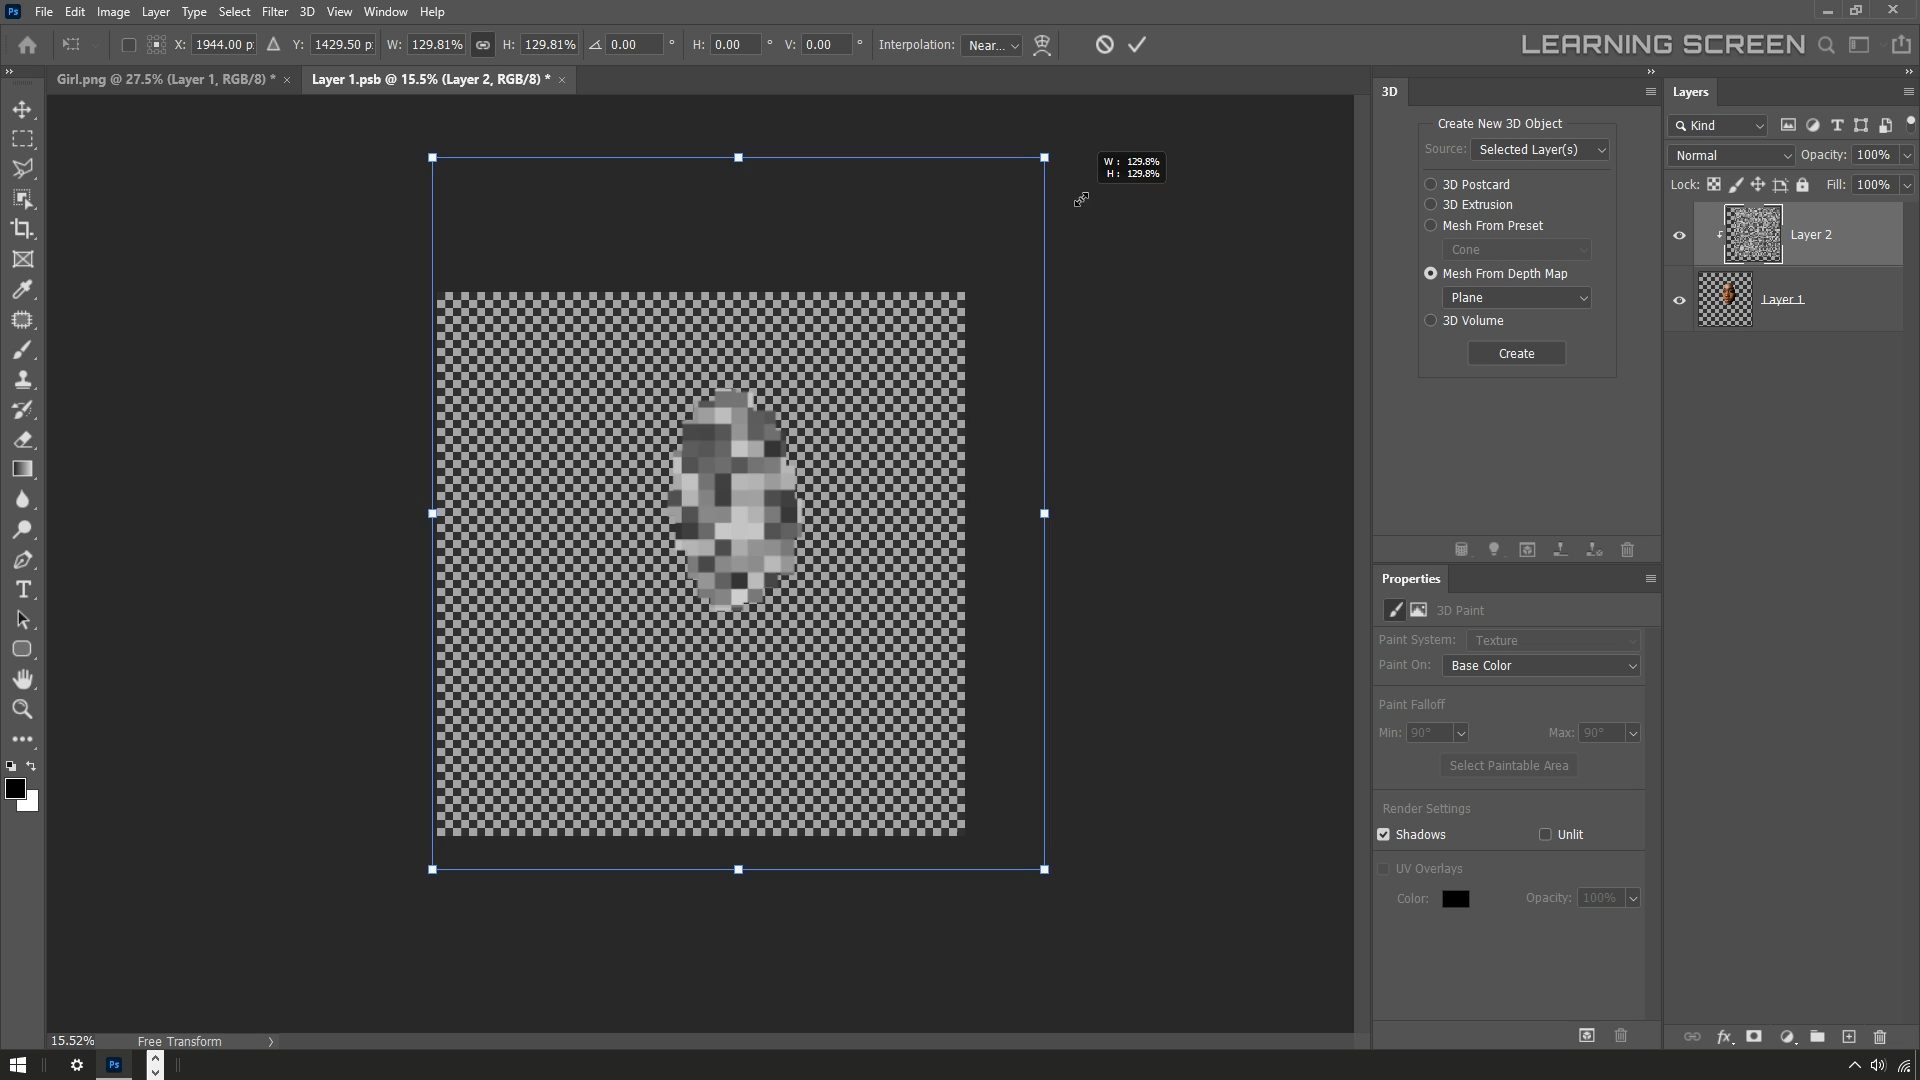 File Edit Image Layer Type Select Filter 3D View Window Help
X: 1944.00 p Y: 1429.50 p W: 129.81% H: 129.81% 0.00 ° H: 0.00 ° V: 0.00 ° Interpolation: Near... LEARNING SCREEN
Girl.png @ 27.5% (Layer 1, RGB/8) * × Layer 1.psb @ 15.5% (Layer 2, RGB/8) * ×
W : 129.8%
H : 129.8%
3D
Create New 3D Object
Source: Selected Layer(s)
3D Postcard
3D Extrusion
Mesh From Preset
Cone
Mesh From Depth Map
Plane
3D Volume
Create
Properties
3D Paint
Paint System: Texture
Paint On: Base Color
Paint Falloff
Min: 90° Max: 90°
Select Paintable Area
Render Settings
Shadows Unlit
UV Overlays
Color: Opacity: 100%
Layers
Kind
Normal Opacity: 100%
Lock: Fill: 100%
Layer 2
Layer 1
fx
15.52% Free Transform
Ps